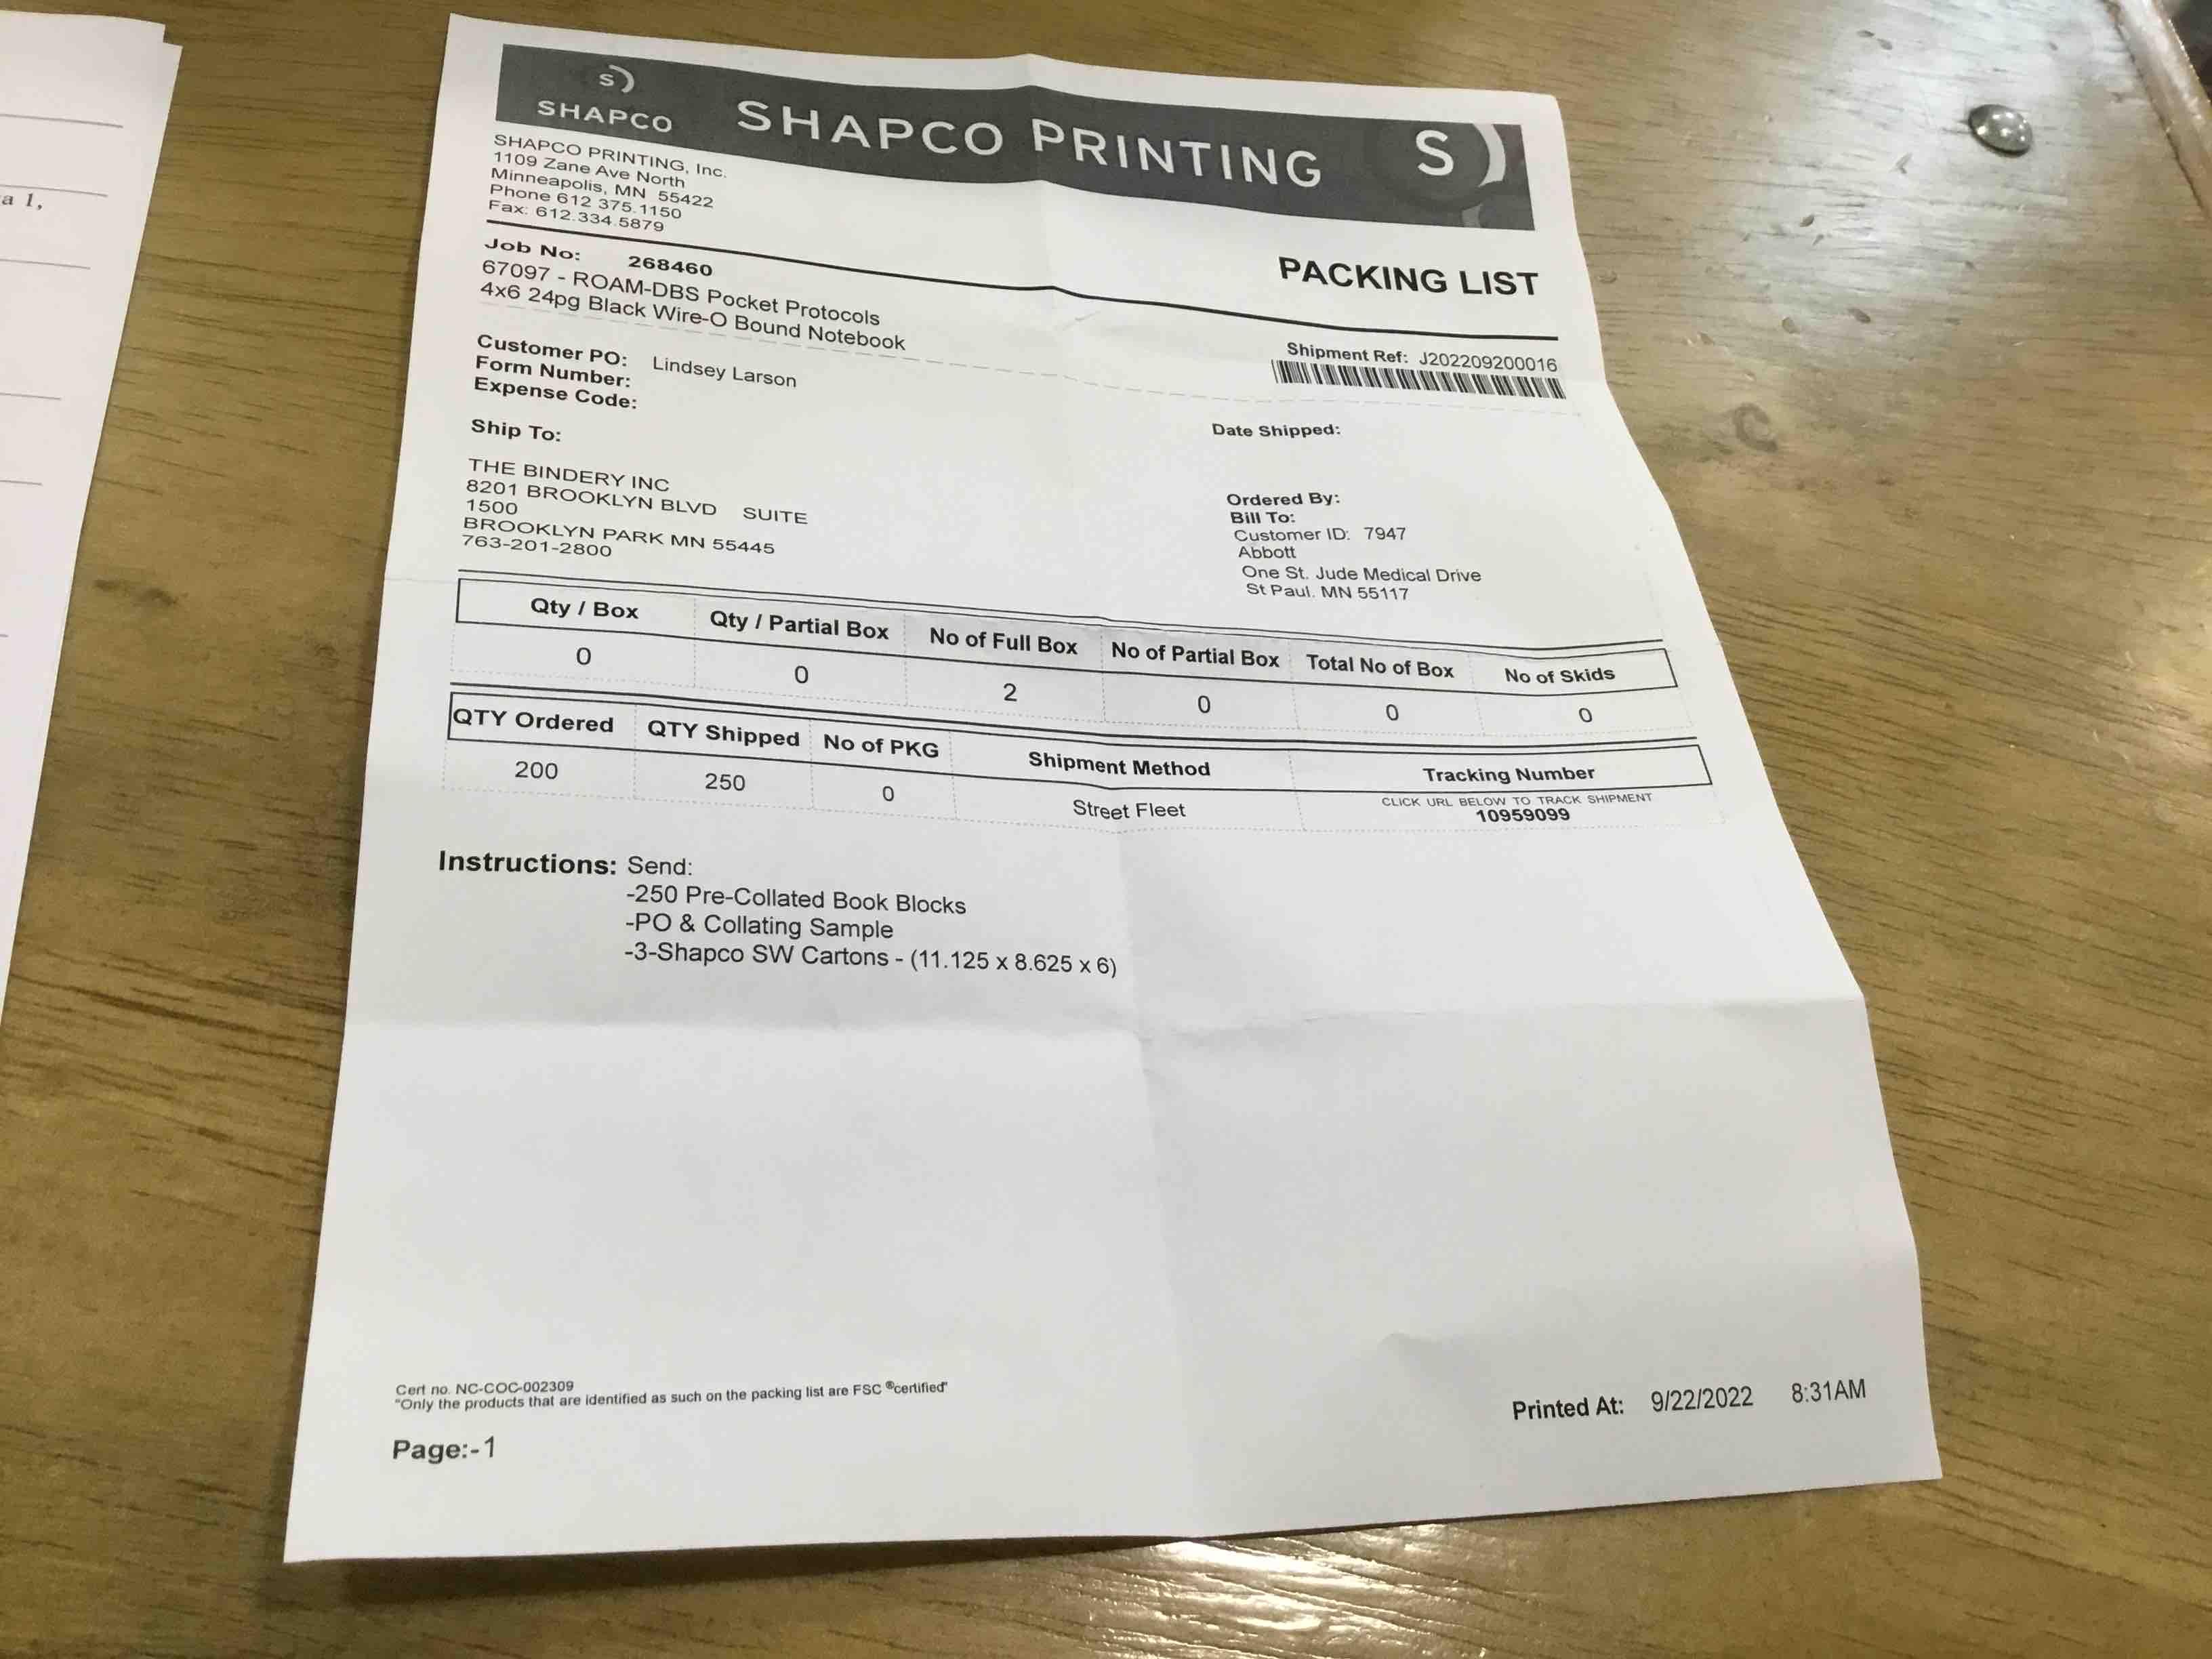 a 1,
S)
SHAPCO
SHAPCO PRINTING
S)
SHAPCO PRINTING, Inc.
1109 Zane Ave North
Minneapolis, MN 55422
Phone 612 375.1150
Fax: 612.334.5879
PACKING LIST
Job No: 268460
67097 - ROAM-DBS Pocket Protocols
4x6 24pg Black Wire-O Bound Notebook
Shipment Ref: J202209200016
Customer PO: Lindsey Larson
Form Number:
Expense Code:
Ship To:
THE BINDERY INC
8201 BROOKLYN BLVD SUITE
1500
BROOKLYN PARK MN 55445
763-201-2800
Date Shipped:
Ordered By:
Bill To:
Customer ID: 7947
Abbott
One St. Jude Medical Drive
St Paul. MN 55117
Qty / Box Qty / Partial Box No of Full Box No of Partial Box Total No of Box No of Skids
0 0 2 0 0 0
QTY Ordered QTY Shipped No of PKG Shipment Method Tracking Number
200 250 0 Street Fleet CLICK URL BELOW TO TRACK SHIPMENT
10959099
Instructions: Send:
-250 Pre-Collated Book Blocks
-PO & Collating Sample
-3-Shapco SW Cartons - (11.125 x 8.625 x 6)
Cert no. NC-COC-002309
"Only the products that are identified as such on the packing list are FSC ®certified"
Printed At: 9/22/2022 8:31AM
Page:-1